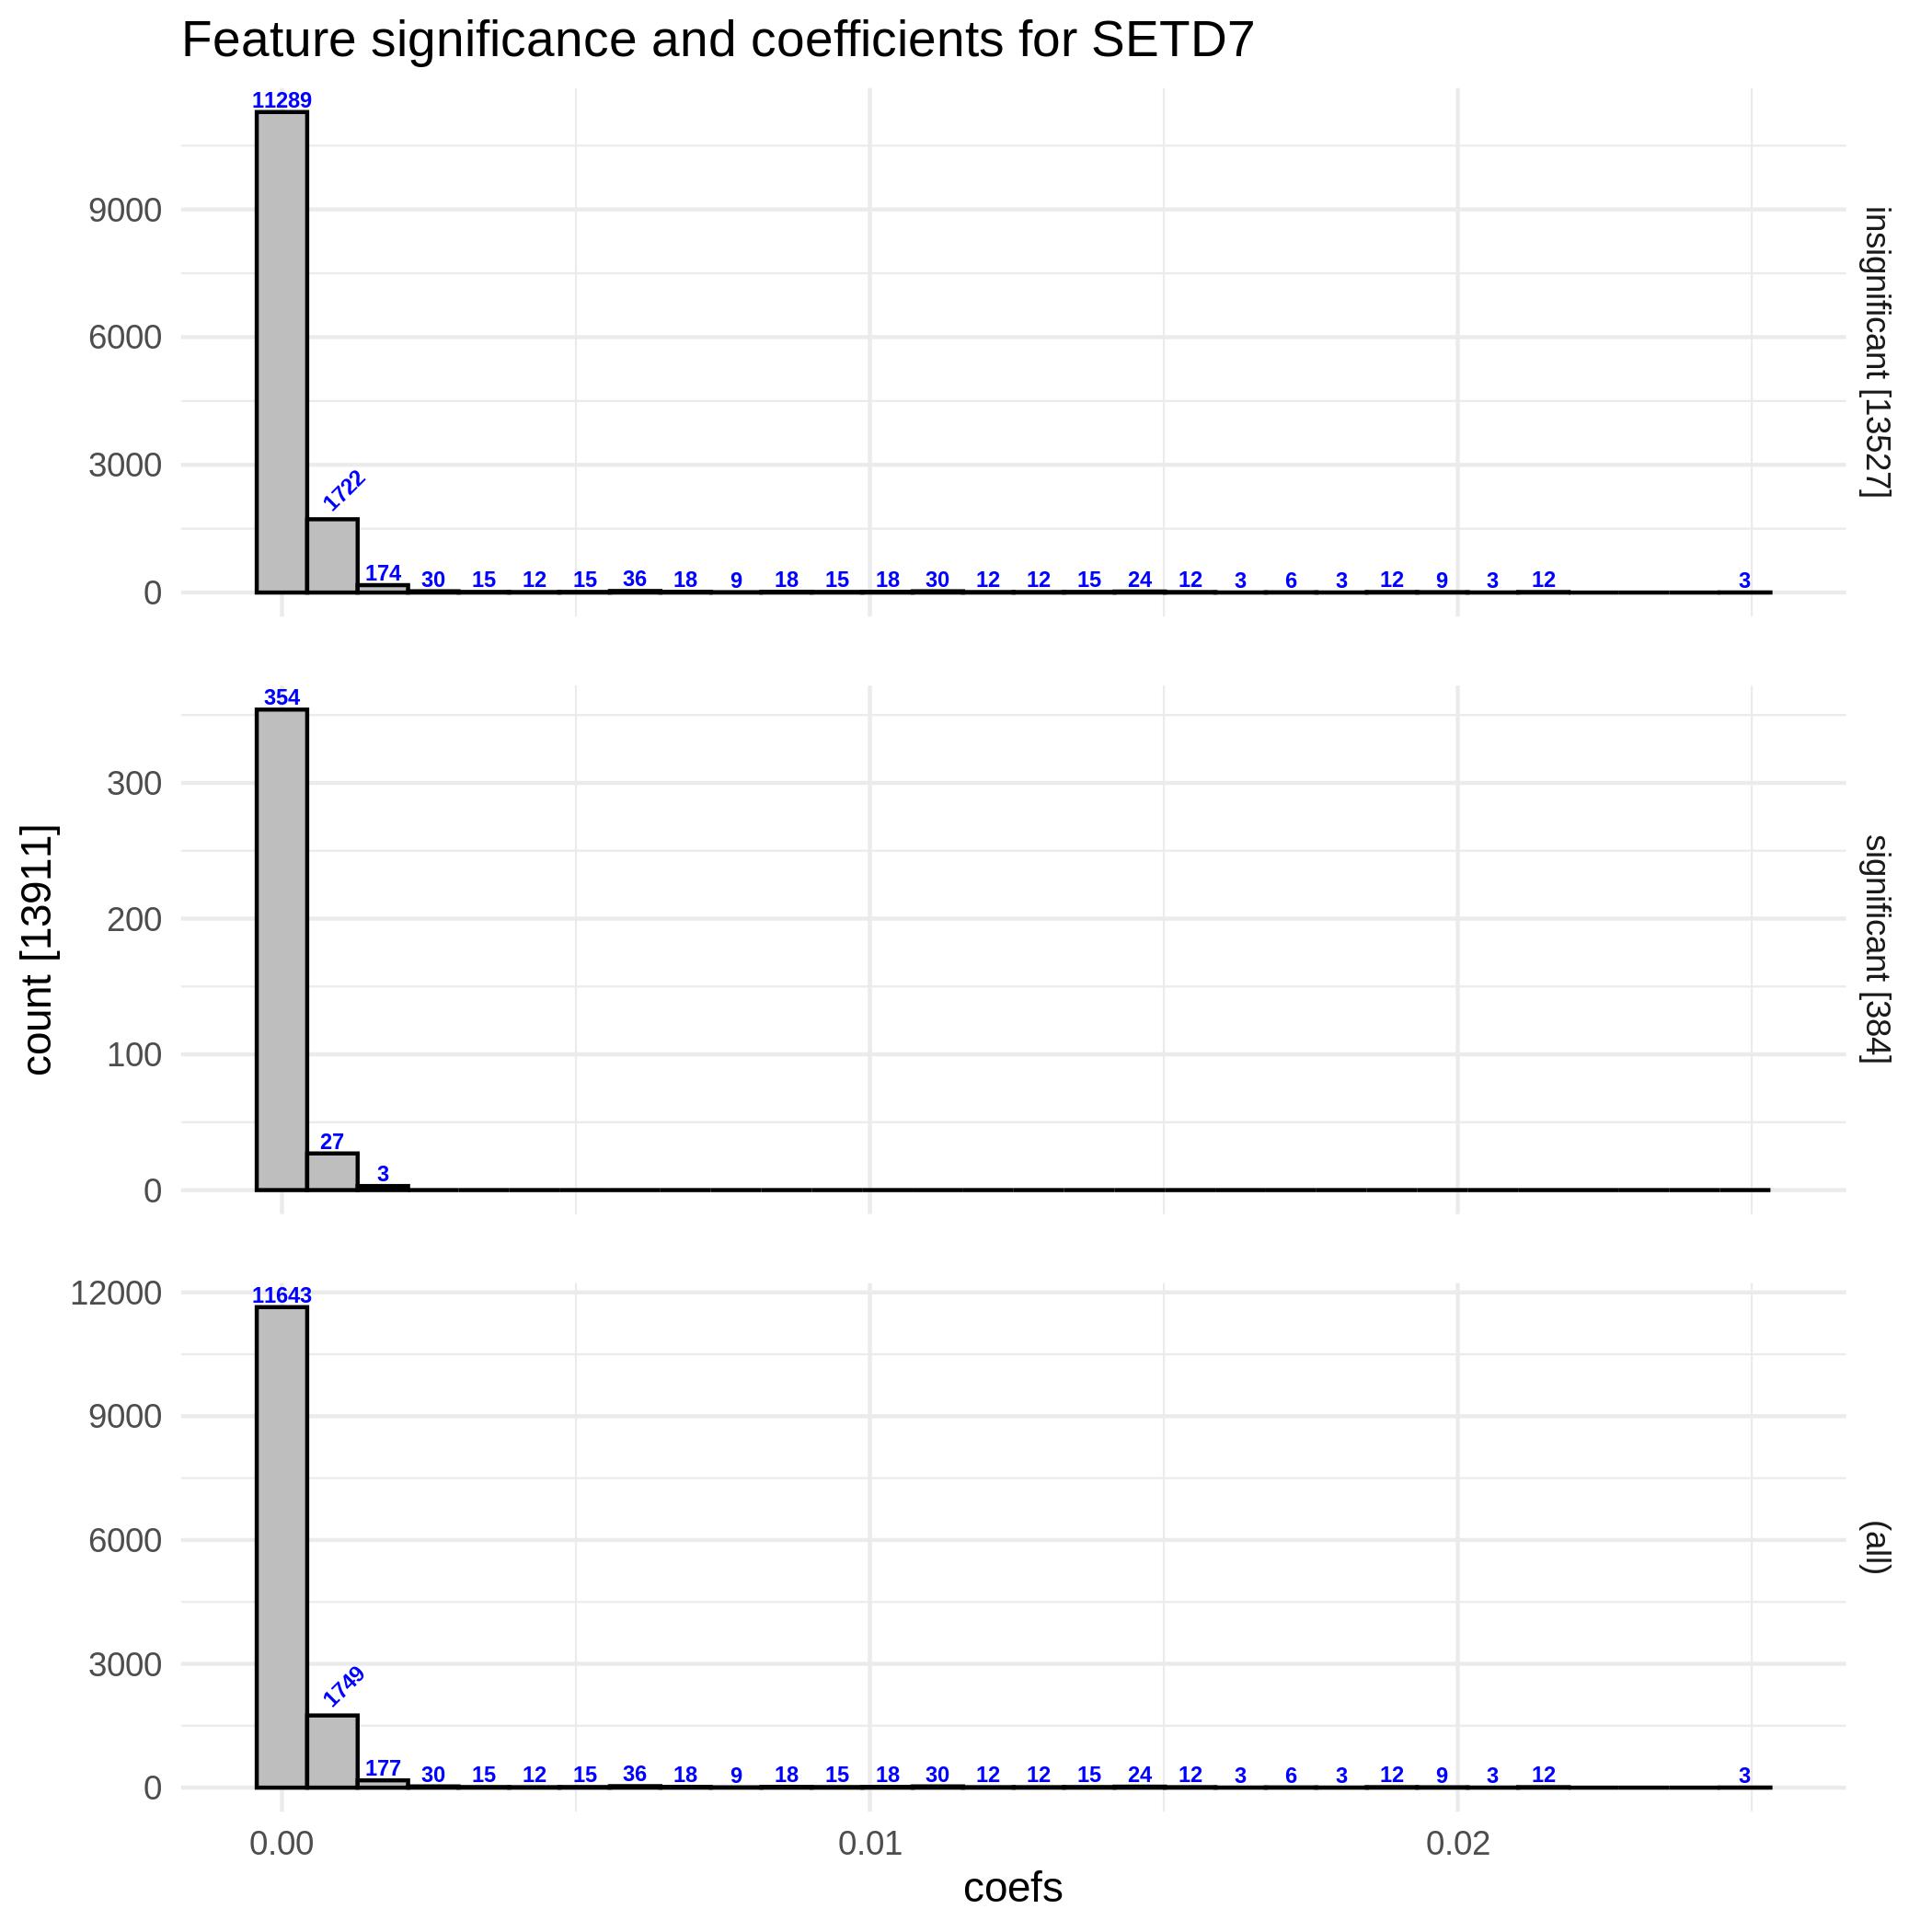 Feature significance and coefficients for SETD7
count [13911]
11289
9000
6000
3000
0
1722
174 30 15 12 15 36 18 9 18 15 18 30 12 12 15 24 12 3 6 3 12 9 3 12 3
insignificant [13527]
354
300
200
100
0
27
3
significant [384]
12000
11643
9000
6000
3000
0
1749
177 30 15 12 15 36 18 9 18 15 18 30 12 12 15 24 12 3 6 3 12 9 3 12 3
(all)
0.00 0.01 0.02
coefs